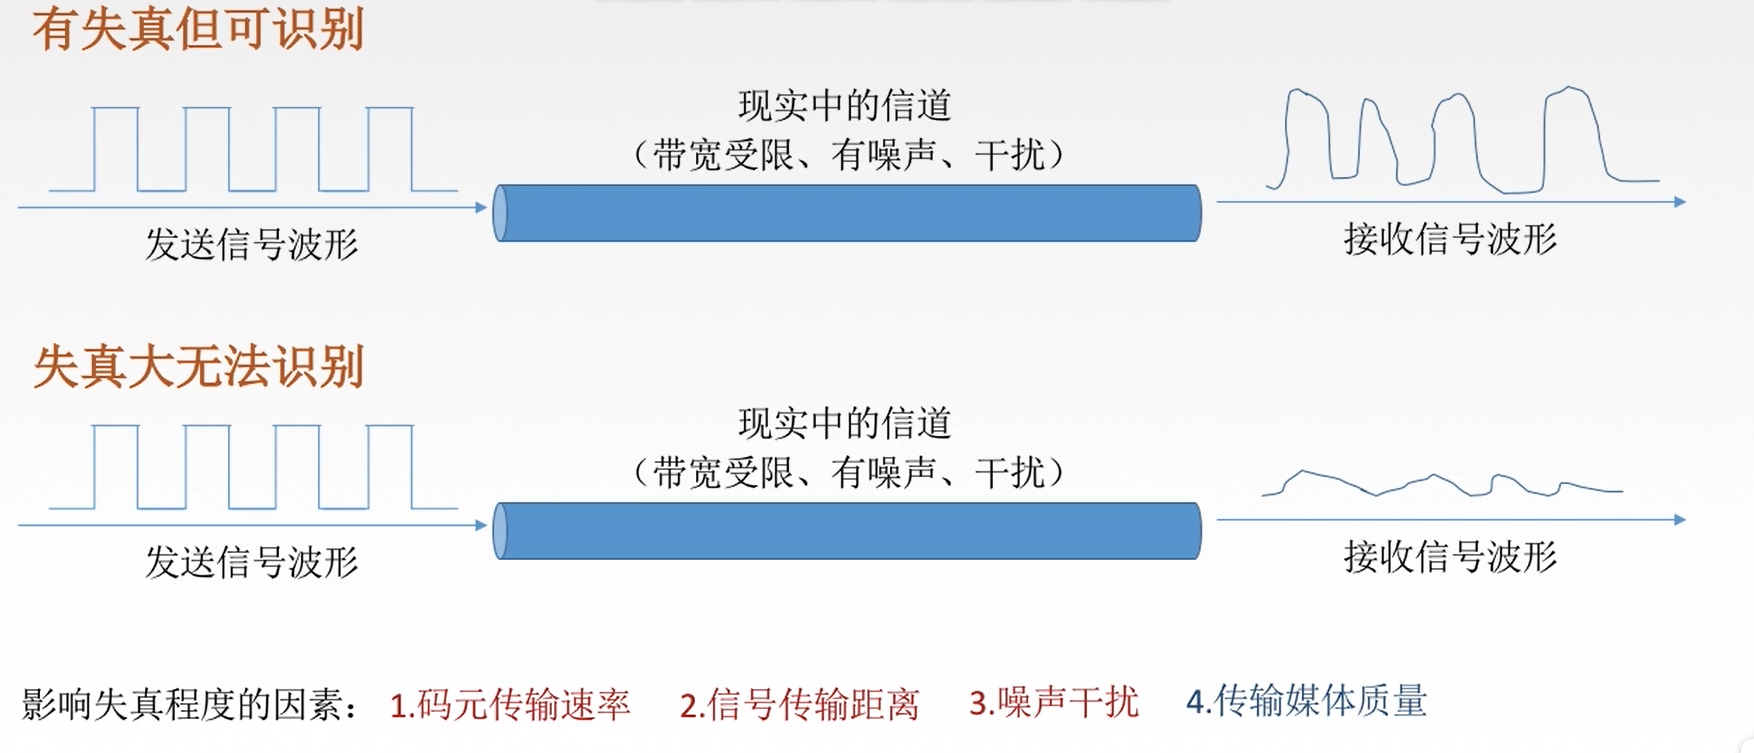 有失真但可识别
现实中的信道
（带宽受限、有噪声、干扰）
发送信号波形
接收信号波形
失真大无法识别
现实中的信道
（带宽受限、有噪声、干扰）
发送信号波形
接收信号波形
影响失真程度的因素： 1.码元传输速率 2.信号传输距离 3.噪声干扰 4.传输媒体质量